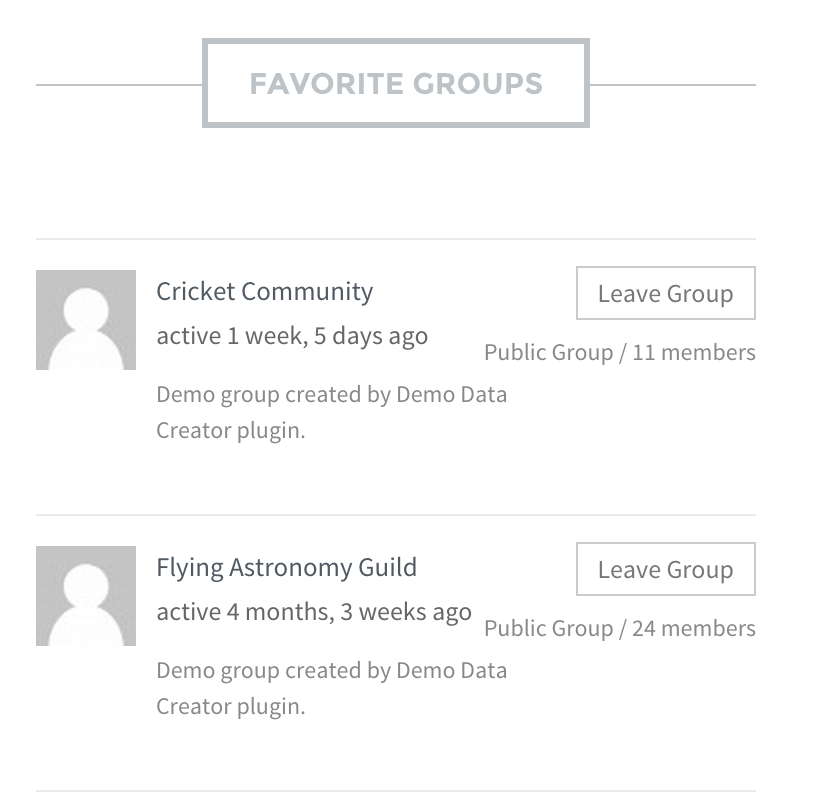 FAVORITE GROUPS
Cricket Community
Leave Group
active 1 week, 5 days ago
Public Group / 11 members
Demo group created by Demo Data
Creator plugin.
Flying Astronomy Guild
Leave Group
active 4 months, 3 weeks ago
Public Group / 24 members
Demo group created by Demo Data
Creator plugin.